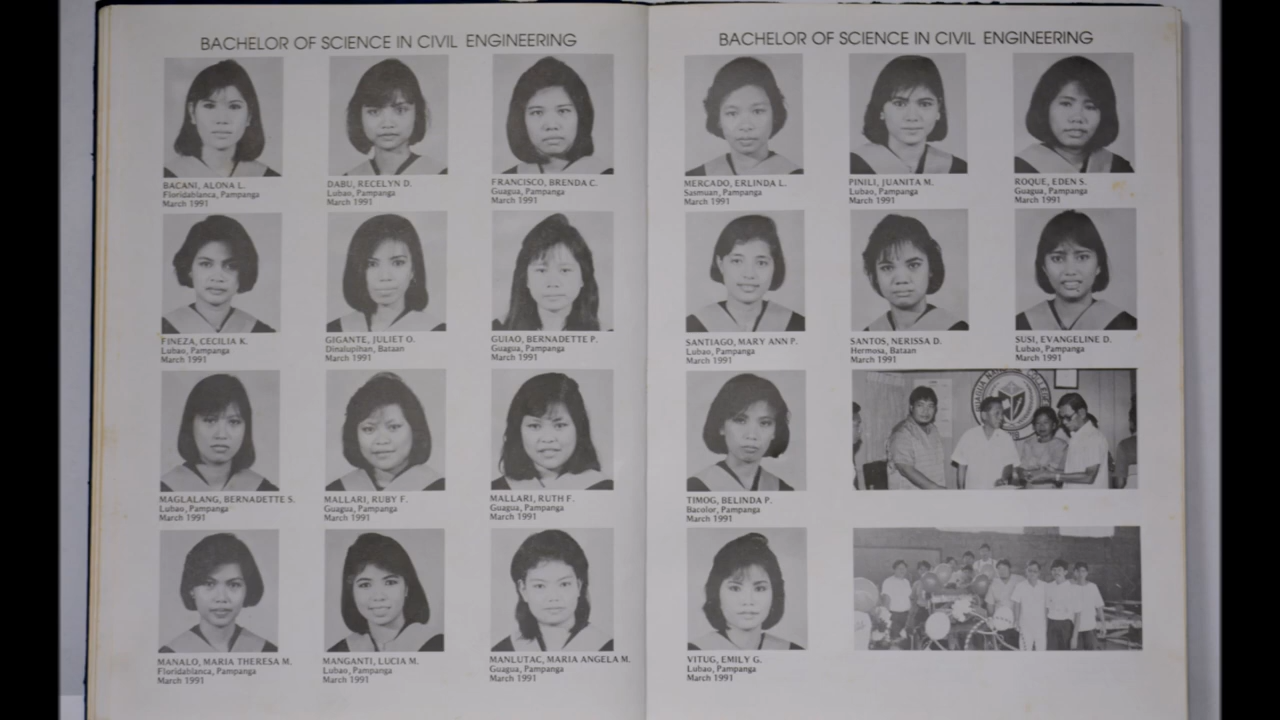 BACHELOR OF SCIENCE IN CIVIL ENGINEERING
BACANI, ALONA L.
Floridablanca, Pampanga
March 1991
DABU, RECELYN D.
Lubao, Pampanga
March 1991
FRANCISCO, BRENDA C.
Guagua, Pampanga
March 1991
FINEZA, CECILIA K.
Lubao, Pampanga
March 1991
GIGANTE, JULIET O.
Dinalupihan, Bataan
March 1991
GUIAO, BERNADETTE P.
Guagua, Pampanga
March 1991
MAGLALANG, BERNADETTE S.
Lubao, Pampanga
March 1991
MALLARI, RUBY F.
Guagua, Pampanga
March 1991
MALLARI, RUTH F.
Guagua, Pampanga
March 1991
MANALO, MARIA THERESA M.
Floridablanca, Pampanga
March 1991
MANGANTI, LUCIA M.
Lubao, Pampanga
March 1991
MANLUTAC, MARIA ANGELA M.
Guagua, Pampanga
March 1991
BACHELOR OF SCIENCE IN CIVIL ENGINEERING
MERCADO, ERLINDA L.
Sasmuan, Pampanga
March 1991
PINILI, JUANITA M.
Lubao, Pampanga
March 1991
ROQUE, EDEN S.
Guagua, Pampanga
March 1991
SANTIAGO, MARY ANN P.
Lubao, Pampanga
March 1991
SANTOS, NERISSA D.
Hermosa, Bataan
March 1991
SUSI, EVANGELINE D.
Lubao, Pampanga
March 1991
TIMOG, BELINDA P.
Bacolor, Pampanga
March 1991
VITUG, EMILY G.
Lubao, Pampanga
March 1991